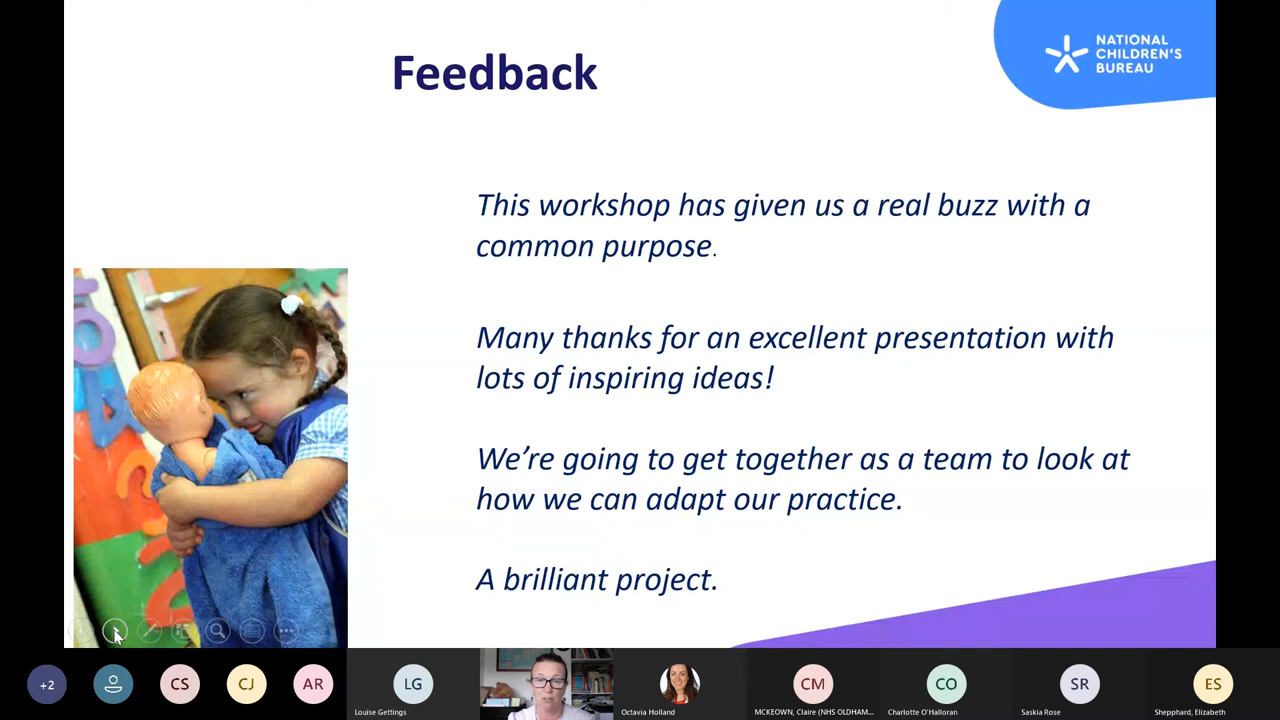 Feedback
NATIONAL
CHILDREN'S
BUREAU
This workshop has given us a real buzz with a
common purpose.
Many thanks for an excellent presentation with
lots of inspiring ideas!
We're going to get together as a team to look at
how we can adapt our practice.
A brilliant project.
+2
CS
CJ
AR
LG
Louise Gettings
Octavia Holland
CM
MCKEOWN, Claire (NHS OLDHAM...
CO
Charlotte O'Halloran
SR
Saskia Rose
ES
Shepphard, Elizabeth